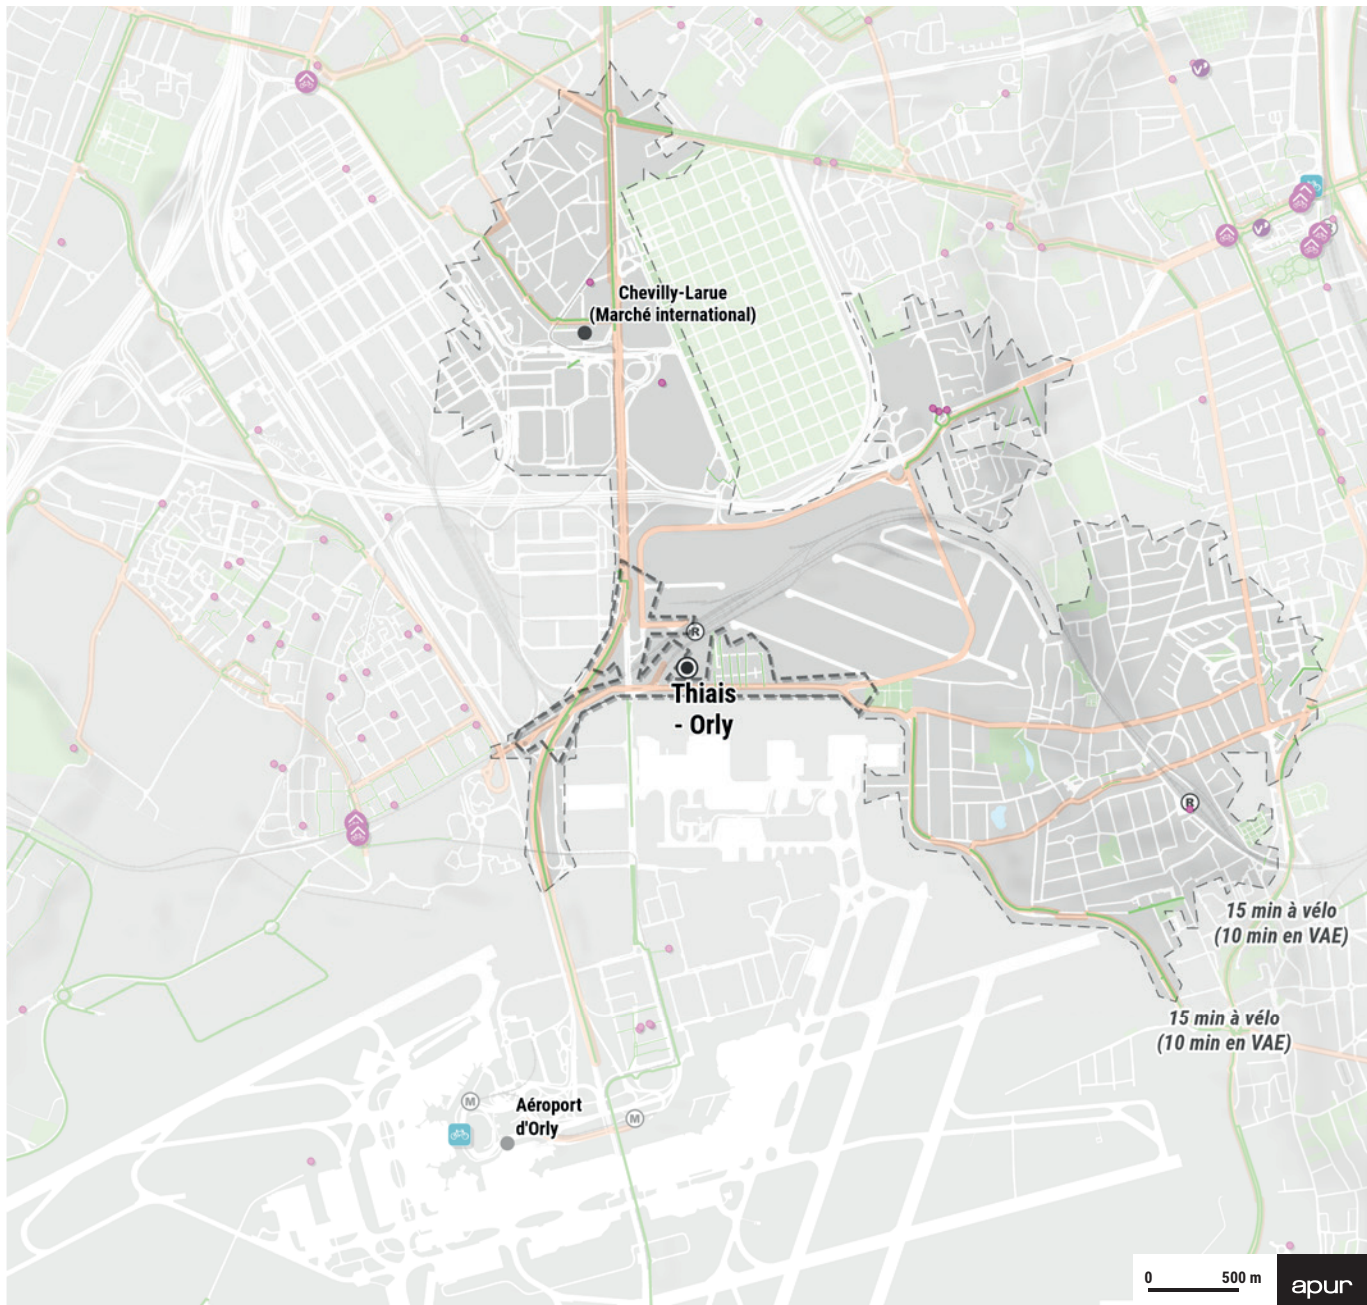 Chevilly-Larue
(Marché international)
R
Thiais
- Orly
R
15 min à vélo
(10 min en VAE)
15 min à vélo
(10 min en VAE)
M
Aéroport
d'Orly
M
0 500 m
apur